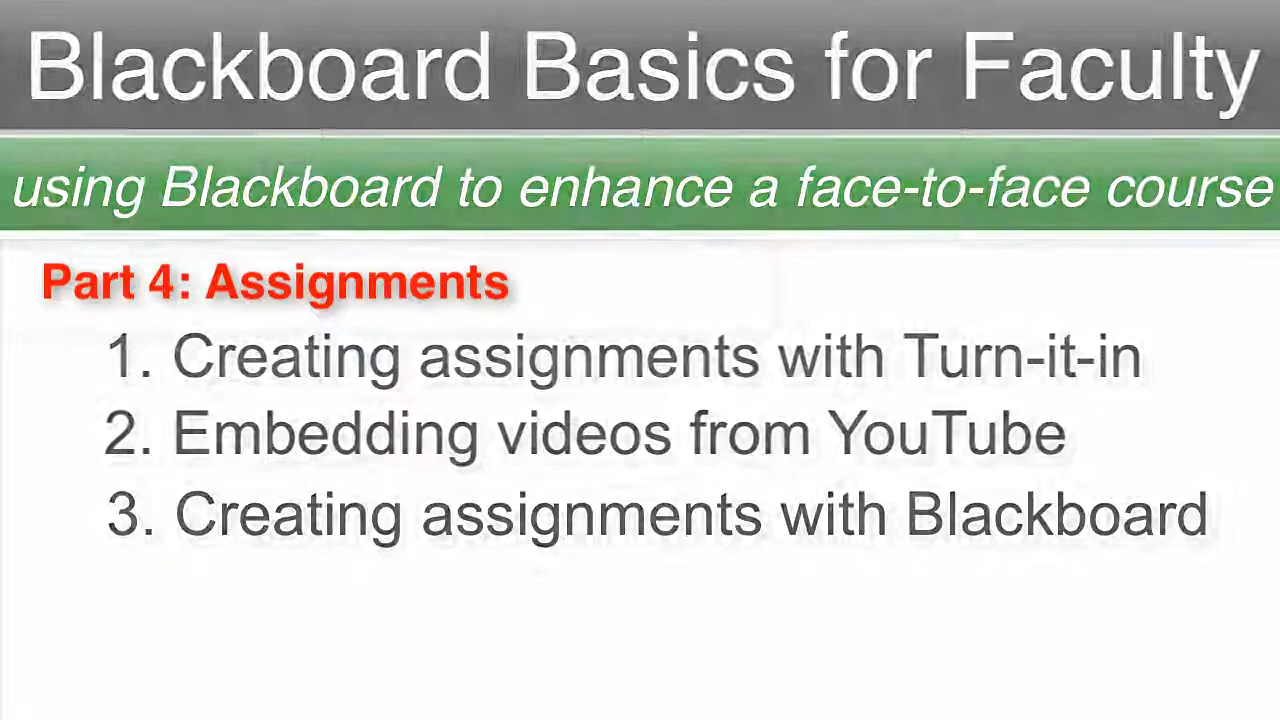 Blackboard Basics for Faculty
using Blackboard to enhance a face-to-face course
Part 4: Assignments
1. Creating assignments with Turn-it-in
2. Embedding videos from YouTube
3. Creating assignments with Blackboard